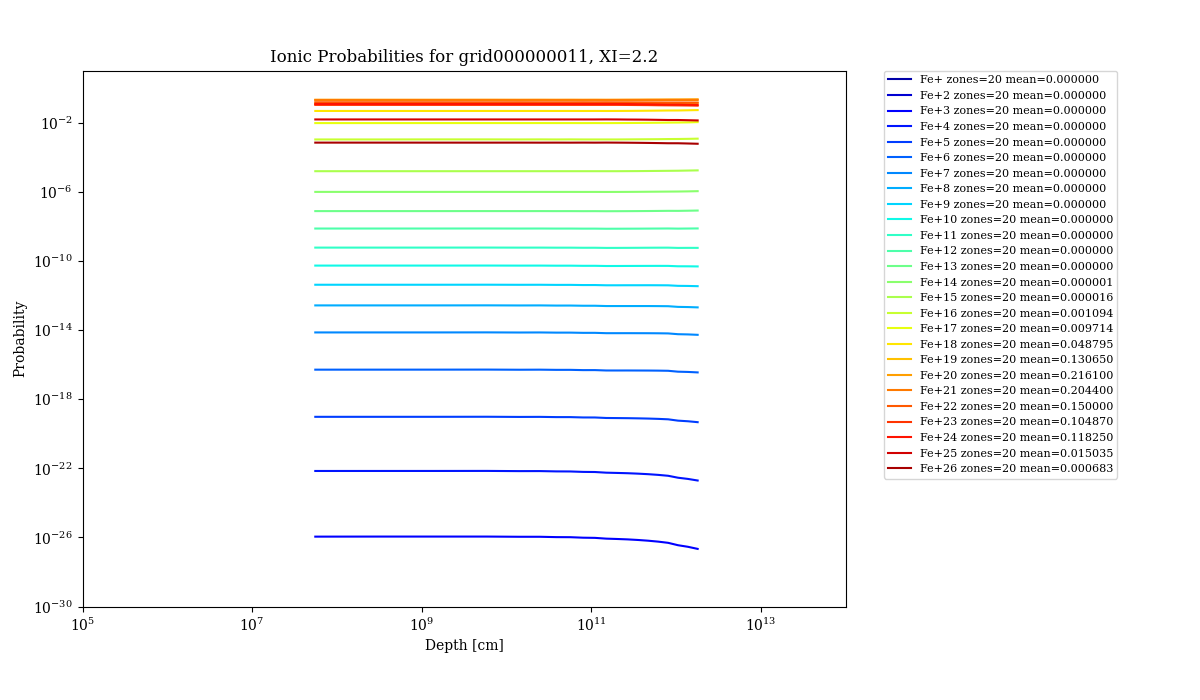 Ionic Probabilities for grid000000011, XI=2.2
Probability
10^-2
10^-6
10^-10
10^-14
10^-18
10^-22
10^-26
10^-30
10^5
10^7
10^9
10^11
10^13
Depth [cm]
Fe+ zones=20 mean=0.000000
Fe+2 zones=20 mean=0.000000
Fe+3 zones=20 mean=0.000000
Fe+4 zones=20 mean=0.000000
Fe+5 zones=20 mean=0.000000
Fe+6 zones=20 mean=0.000000
Fe+7 zones=20 mean=0.000000
Fe+8 zones=20 mean=0.000000
Fe+9 zones=20 mean=0.000000
Fe+10 zones=20 mean=0.000000
Fe+11 zones=20 mean=0.000000
Fe+12 zones=20 mean=0.000000
Fe+13 zones=20 mean=0.000000
Fe+14 zones=20 mean=0.000001
Fe+15 zones=20 mean=0.000016
Fe+16 zones=20 mean=0.001094
Fe+17 zones=20 mean=0.009714
Fe+18 zones=20 mean=0.048795
Fe+19 zones=20 mean=0.130650
Fe+20 zones=20 mean=0.216100
Fe+21 zones=20 mean=0.204400
Fe+22 zones=20 mean=0.150000
Fe+23 zones=20 mean=0.104870
Fe+24 zones=20 mean=0.118250
Fe+25 zones=20 mean=0.015035
Fe+26 zones=20 mean=0.000683